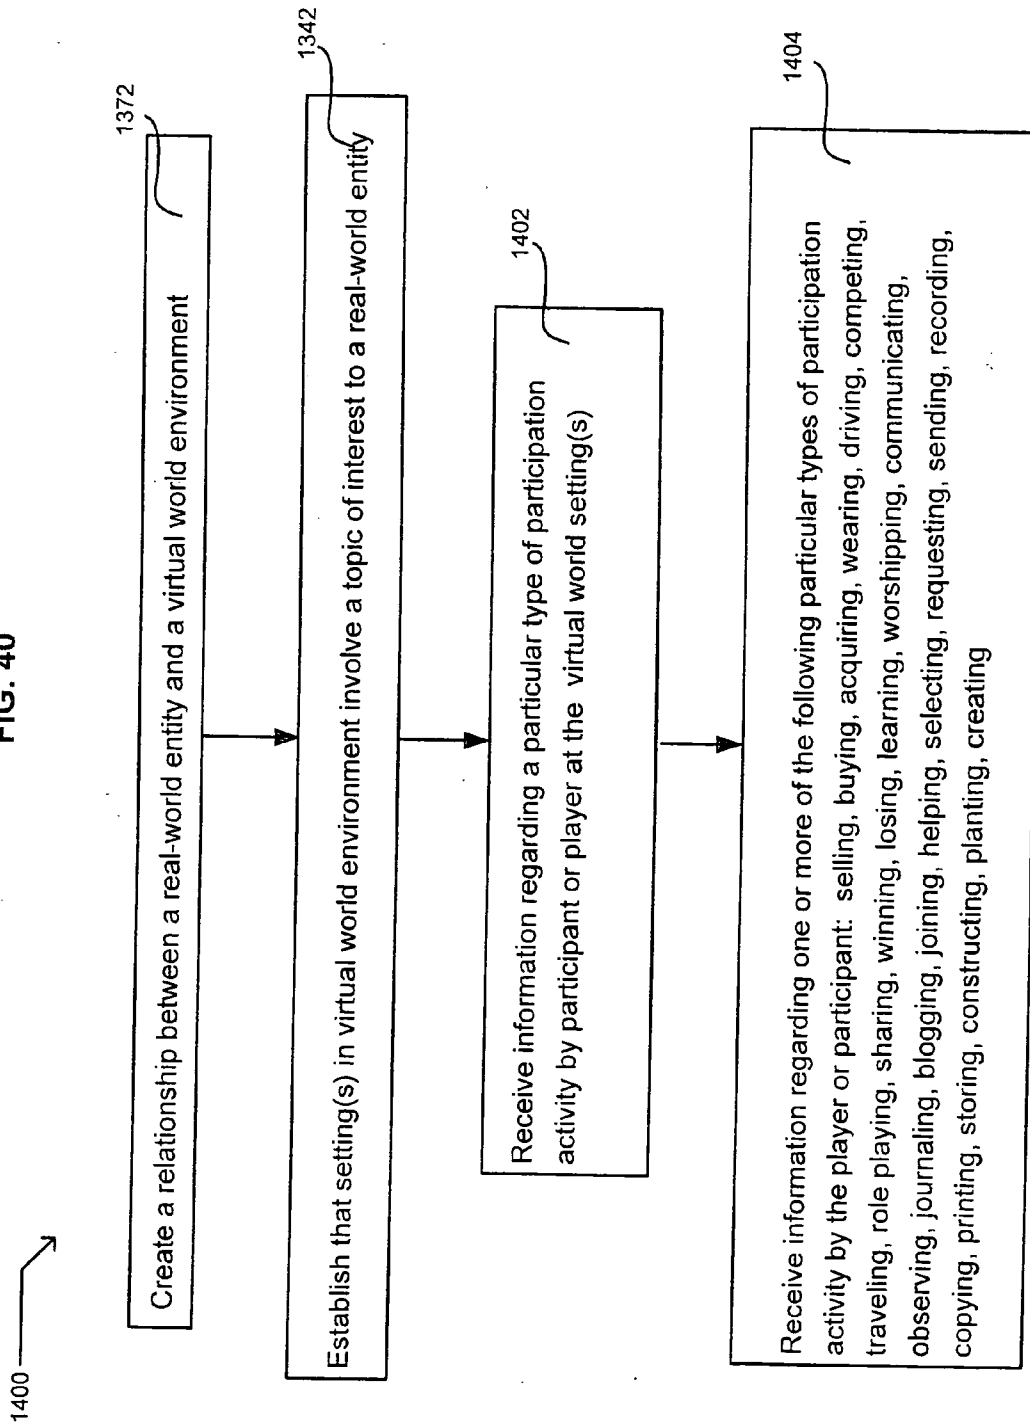 FIG. 40
1400
1372
Create a relationship between a real-world entity and a virtual world environment
1342
Establish that setting(s) in virtual world environment involve a topic of interest to a real-world entity
1402
Receive information regarding a particular type of participation
activity by participant or player at the virtual world setting(s)
1404
Receive information regarding one or more of the following particular types of participation
activity by the player or participant: selling, buying, acquiring, wearing, driving, competing,
traveling, role playing, sharing, winning, losing, learning, worshipping, communicating,
observing, journaling, blogging, joining, helping, selecting, requesting, sending, recording,
copying, printing, storing, constructing, planting, creating